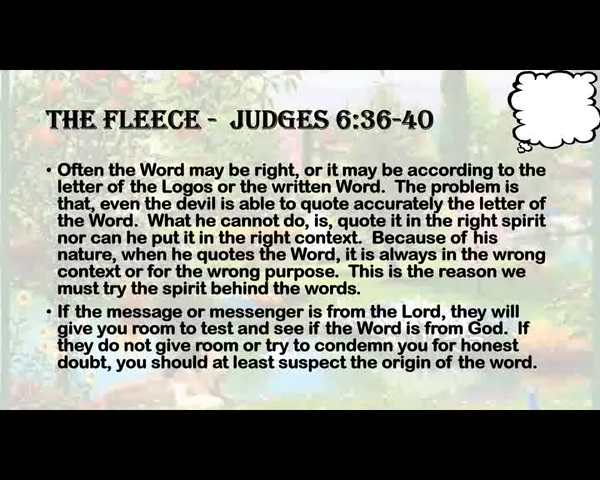 THE FLEECE - JUDGES 6:36-40
• Often the Word may be right, or it may be according to the
letter of the Logos or the written Word. The problem is
that, even the devil is able to quote accurately the letter of
the Word. What he cannot do, is, quote it in the right spirit
nor can he put it in the right context. Because of his
nature, when he quotes the Word, it is always in the wrong
context or for the wrong purpose. This is the reason we
must try the spirit behind the words.
• If the message or messenger is from the Lord, they will
give you room to test and see if the Word is from God. If
they do not give room or try to condemn you for honest
doubt, you should at least suspect the origin of the word.